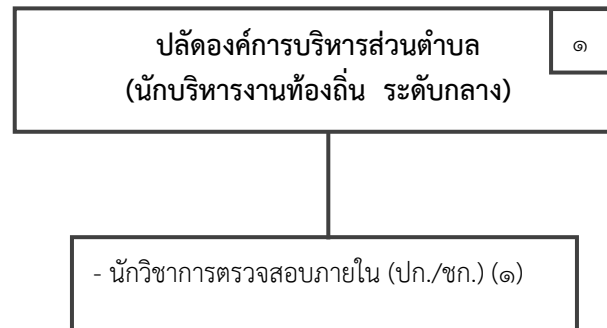 ปลัดองค์การบริหารส่วนตำบล
๑
(นักบริหารงานท้องถิ่น ระดับกลาง)
- นักวิชาการตรวจสอบภายใน (ปก./ชก.) (๑)